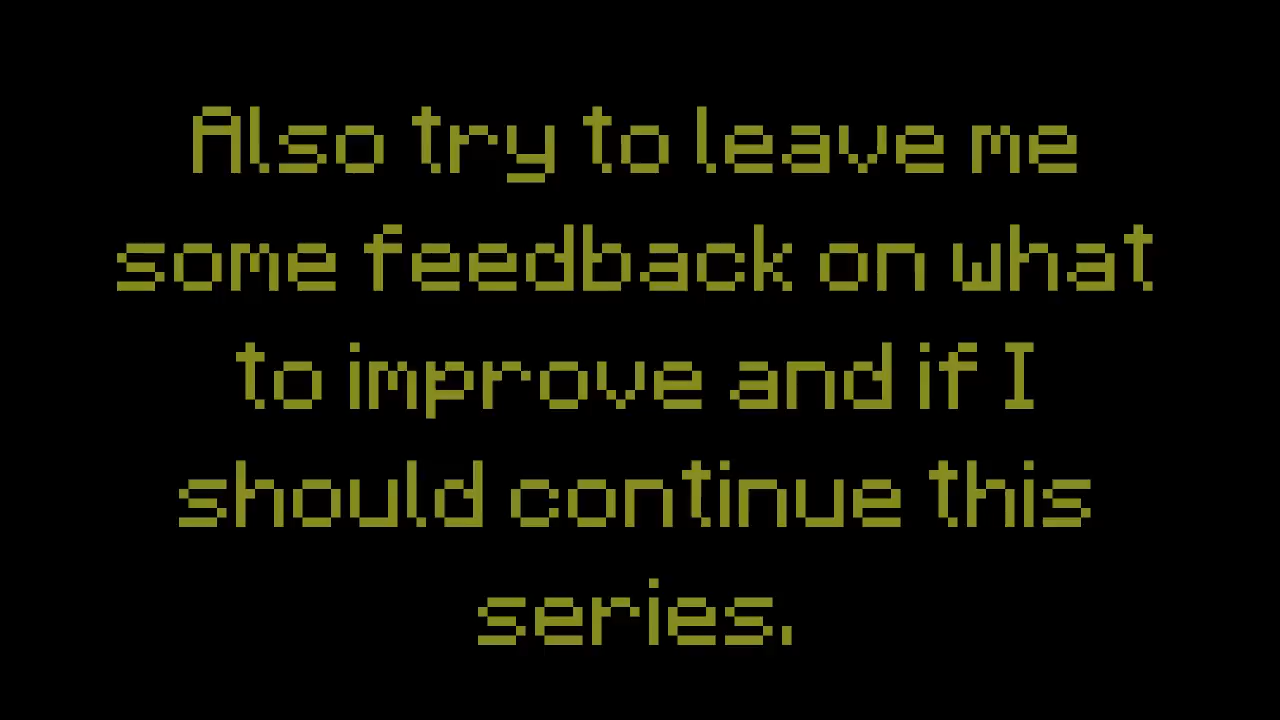 Also try to leave me
some feedback on what
to improve and if I
should continue this
series.